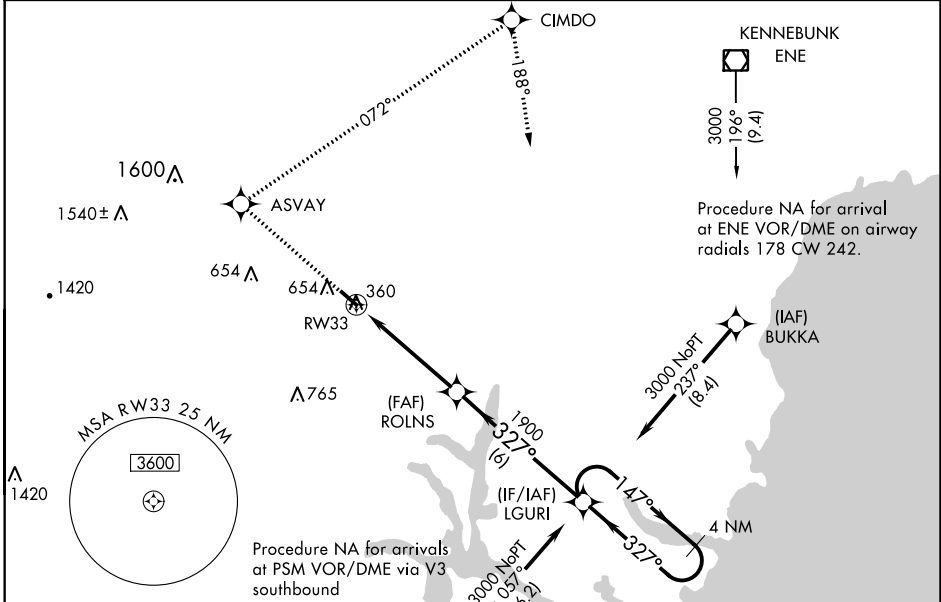 CIMDO
KENNEBUNK
ENE
188°
072°
3000
196°
(9.4)
1600
1540±
ASVAY
Procedure NA for arrival
at ENE VOR/DME on airway
radials 178 CW 242.
654
1420
654
360
RW33
(IAF)
BUKKA
3000 NoPT
237°
(8.4)
765
(FAF)
ROLNS
MSA RW33 25 NM
3600
1900
327°
(6)
1420
(IF/IAF)
LGURI
147°
4 NM
327°
Procedure NA for arrivals
at PSM VOR/DME via V3
southbound
3000 NoPT
057°